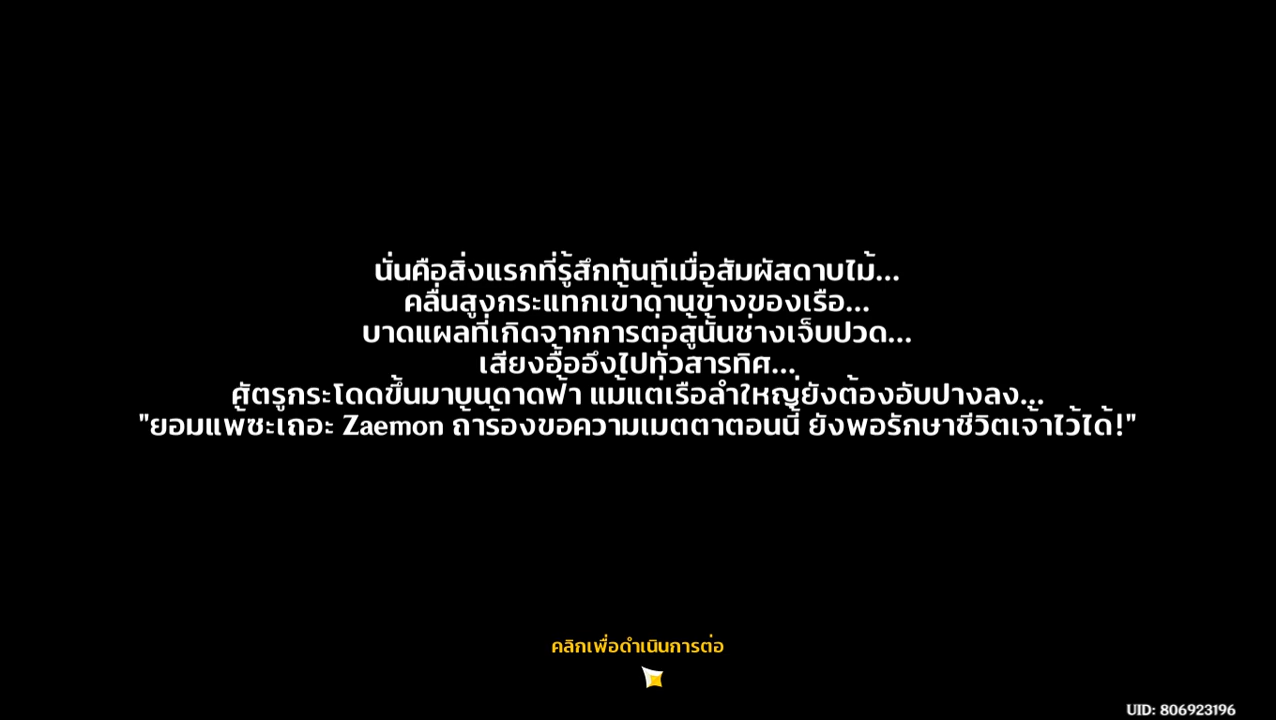 นั่นคือสิ่งแรกที่รู้สึกทันทีเมื่อสัมผัสดาบไม้...
คลื่นสูงกระแทกเข้าด้านข้างของเรือ...
บาดแผลที่เกิดจากการต่อสู้นั้นช่างเจ็บปวด...
เสียงอื้ออึงไปทั่วสารทิศ...
ศัตรูกระโดดขึ้นมาบนดาดฟ้า แม้แต่เรือลำใหญ่ยังต้องอับปางลง...
"ยอมแพ้ซะเถอะ Zaemon ถ้าร้องขอความเมตตาตอนนี้ ยังพอรักษาชีวิตเจ้าไว้ได้!"
คลิกเพื่อดำเนินการต่อ
UID: 806923196